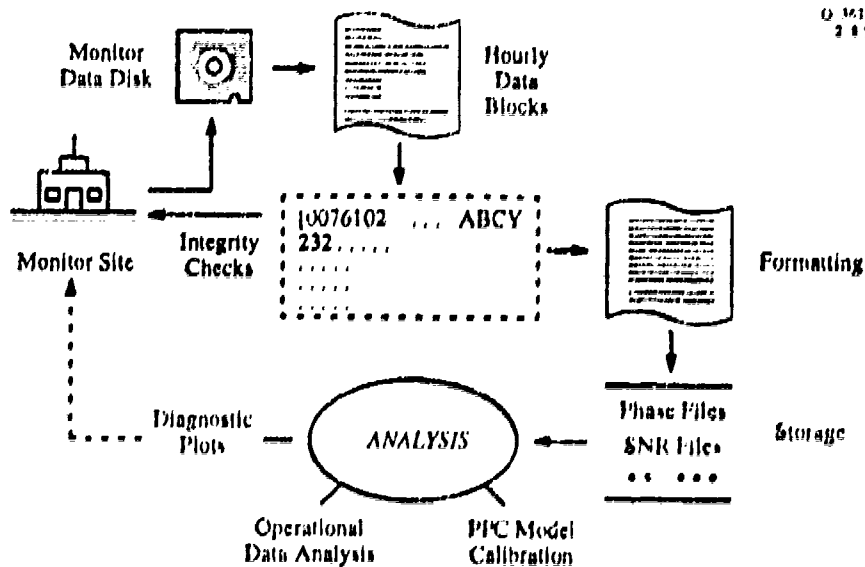 Monitor
Data Disk
Hourly
Data
Blocks
[0076102 ... ABCY
232.....
.....
.....
.....
Integrity
Checks
Monitor Site
Formatting
Phase Files
SNR Files
.. ...
Storage
ANALYSIS
Diagnostic
Plots
Operational
Data Analysis
PPC Model
Calibration